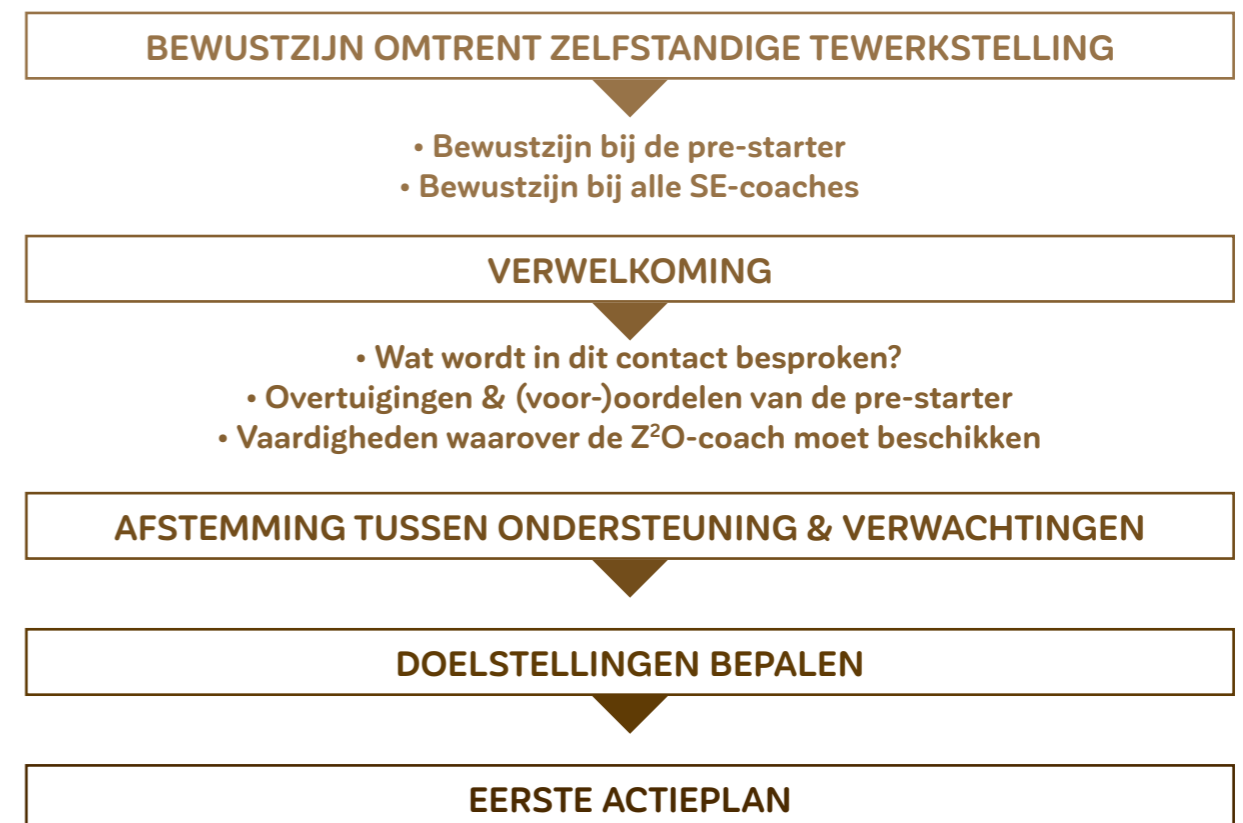 BEWUSTZIJN OMTRENT ZELFSTANDIGE TEWERKSTELLING
• Bewustzijn bij de pre-starter
• Bewustzijn bij alle SE-coaches
VERWELKOMING
• Wat wordt in dit contact besproken?
• Overtuigingen & (voor-)oordelen van de pre-starter
• Vaardigheden waarover de Z²O-coach moet beschikken
AFSTEMMING TUSSEN ONDERSTEUNING & VERWACHTINGEN
DOELSTELLINGEN BEPALEN
EERSTE ACTIEPLAN